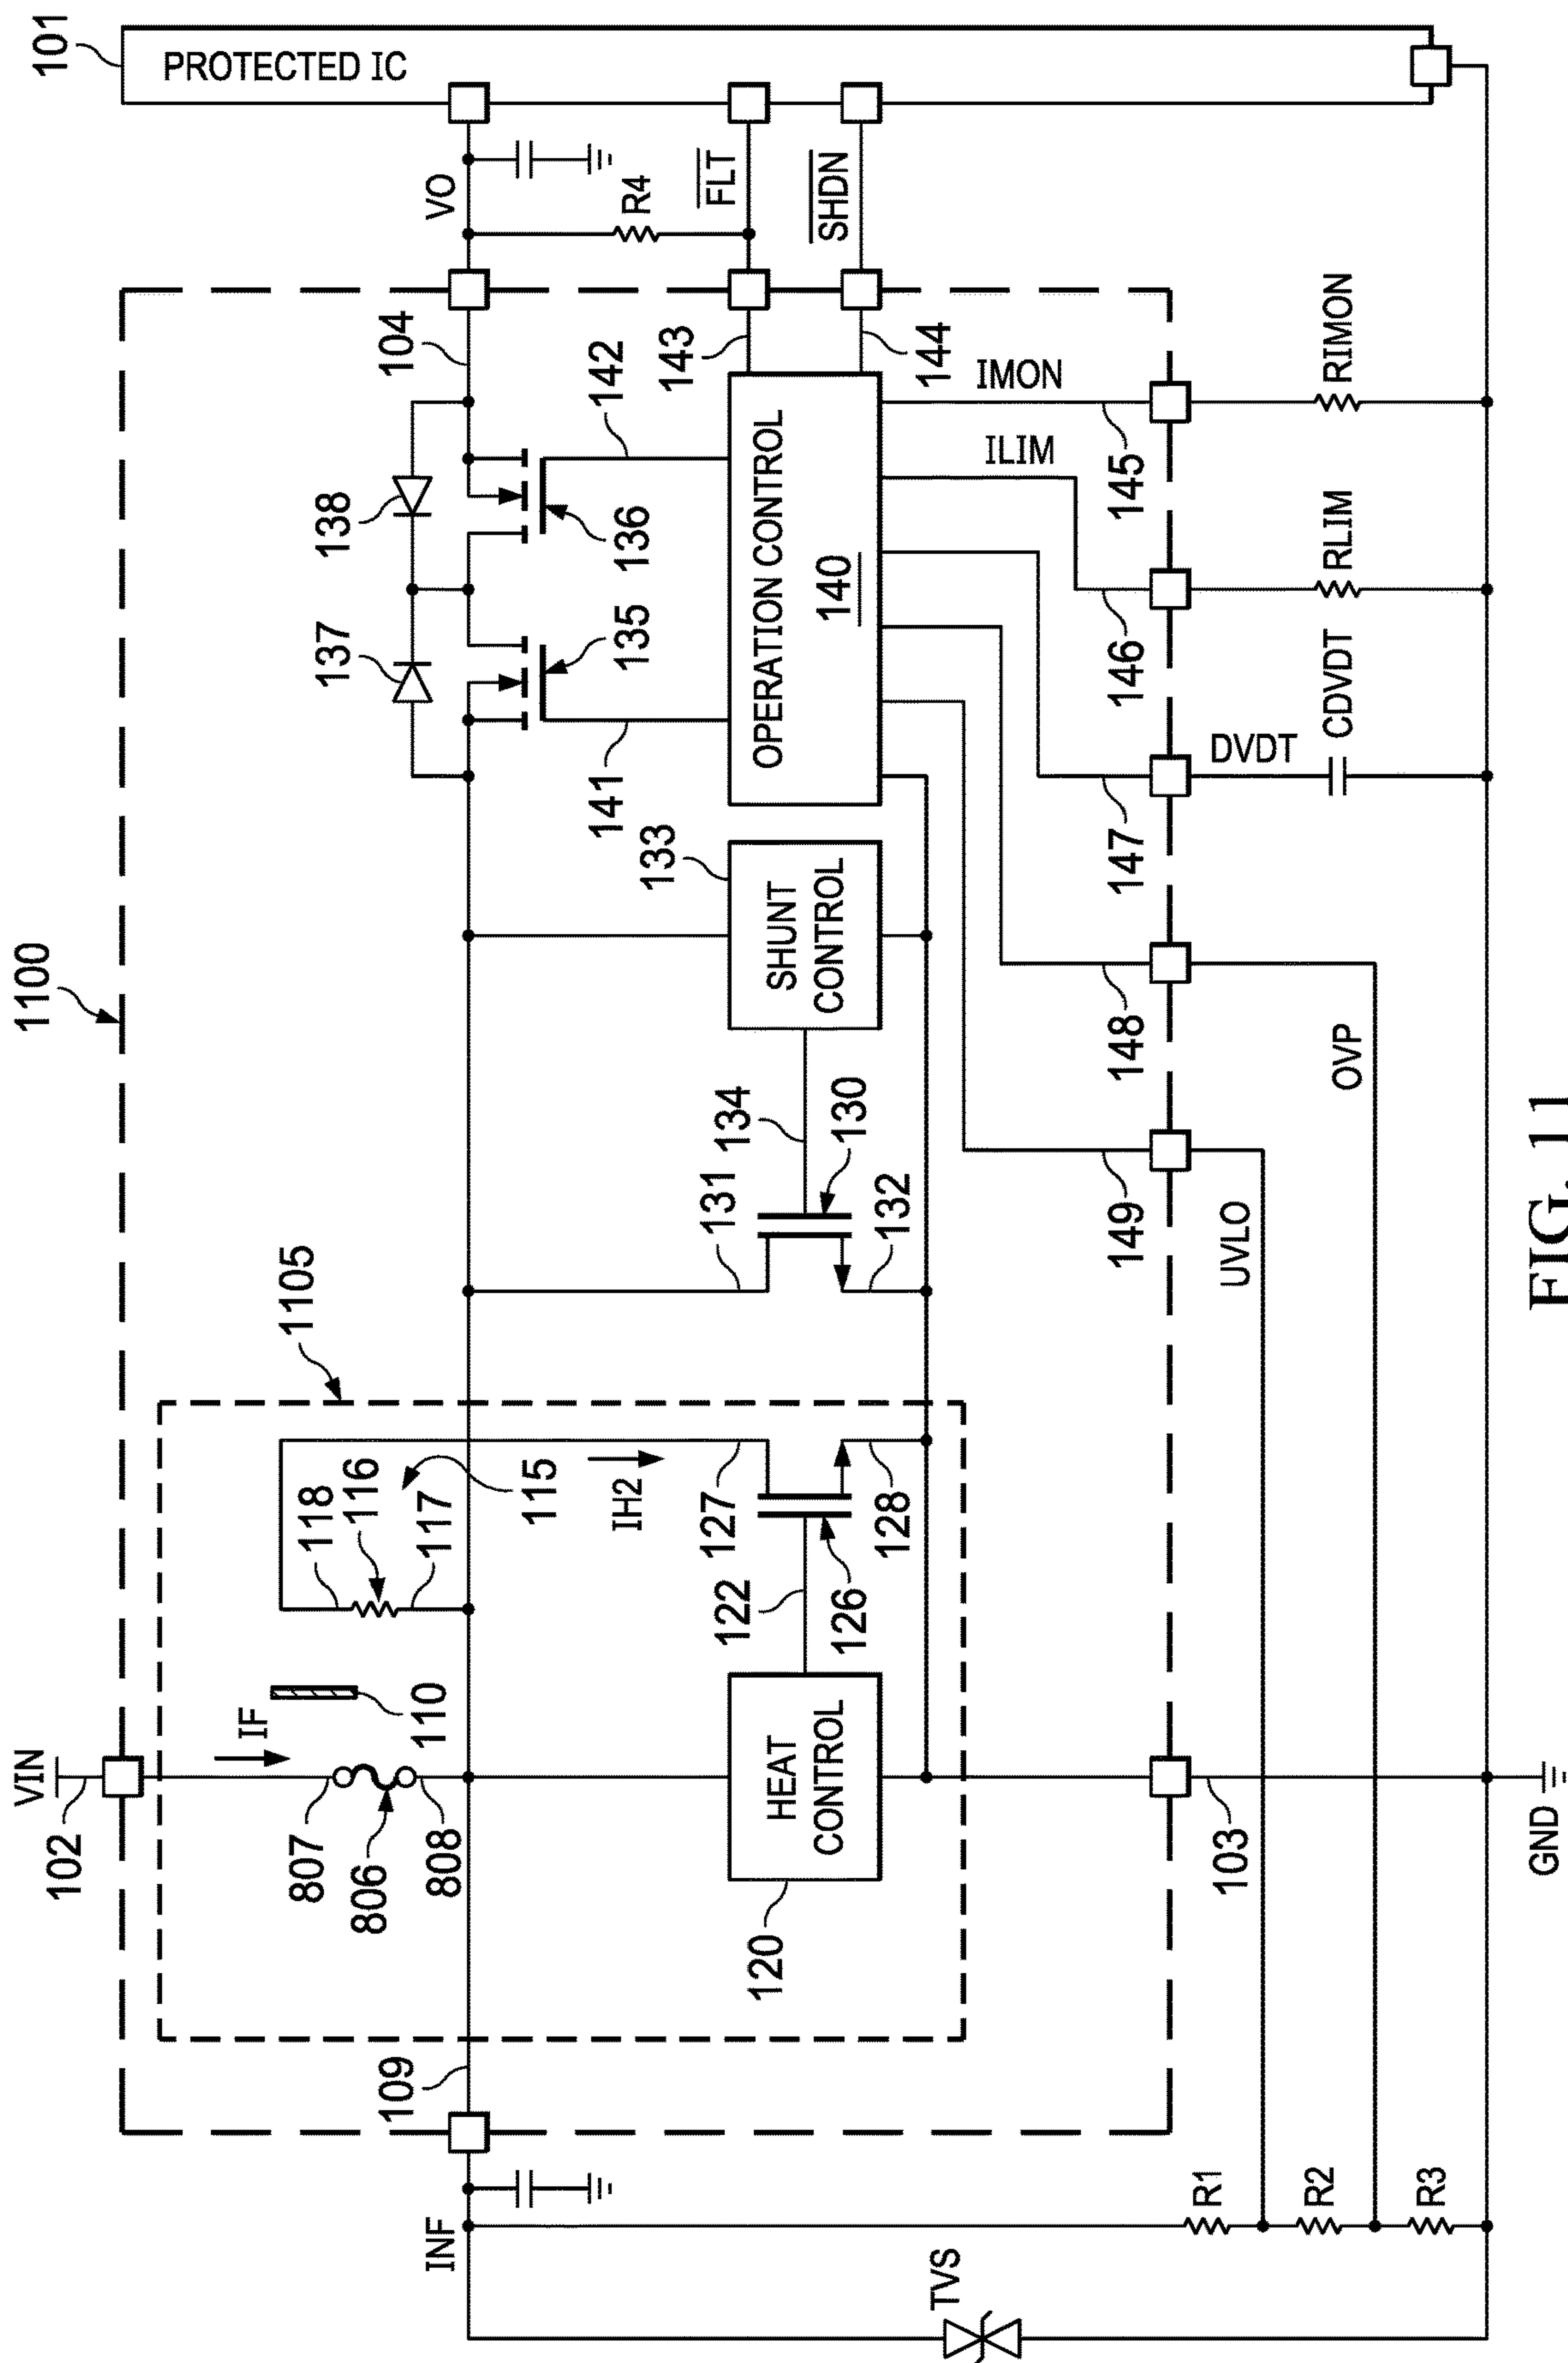 1100
1105
VIN
102
IF
807
806
808
110
118
116
117
115
109
INF
IH2
127
122
126
128
HEAT
CONTROL
120
131
134
130
132
133
SHUNT
CONTROL
137
138
135
136
141
142
104
VO
R4
FLT
SHDN
143
144
OPERATION CONTROL
140
101
PROTECTED IC
IMON
145
RIMON
ILIM
146
RLIM
147
DVDT
CDVDT
148
OVP
149
UVLO
103
GND
R1
R2
R3
TVS
FIG. 11